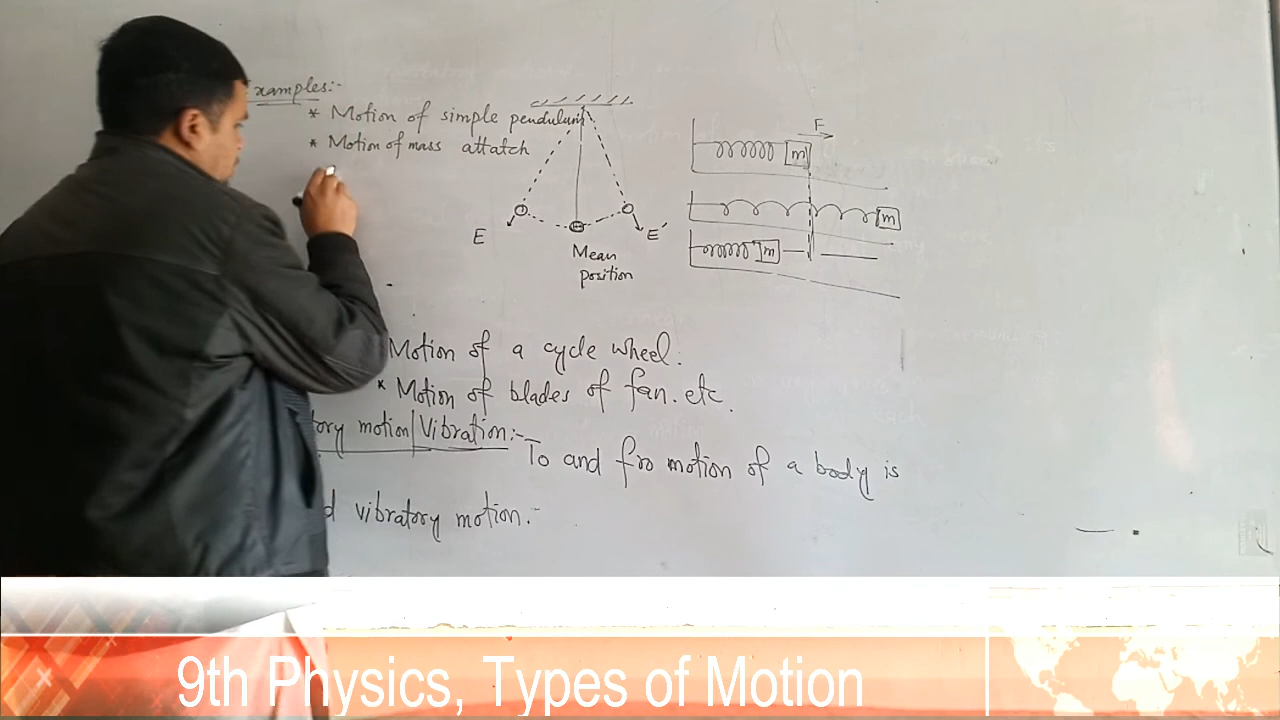 xamples:-
* Motion of simple pendulum
* Motion of mass attatch
E
E'
Mean
position
F
m
m
m
Motion of a cycle wheel.
* Motion of blades of fan. etc.
tory motion/Vibration:-
To and fro motion of a body is
d vibratory motion.
9th Physics, Types of Motion